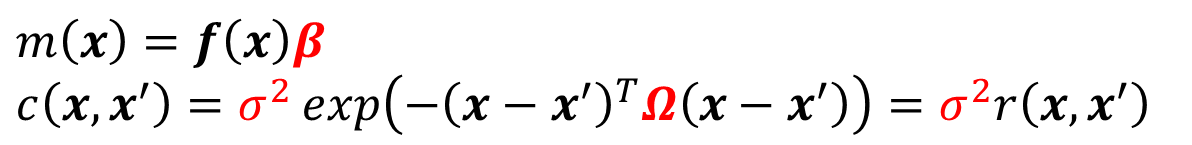 m(x) = f(x)β
c(x, x′) = σ² exp(−(x − x′)ᵀΩ(x − x′)) = σ²r(x, x′)